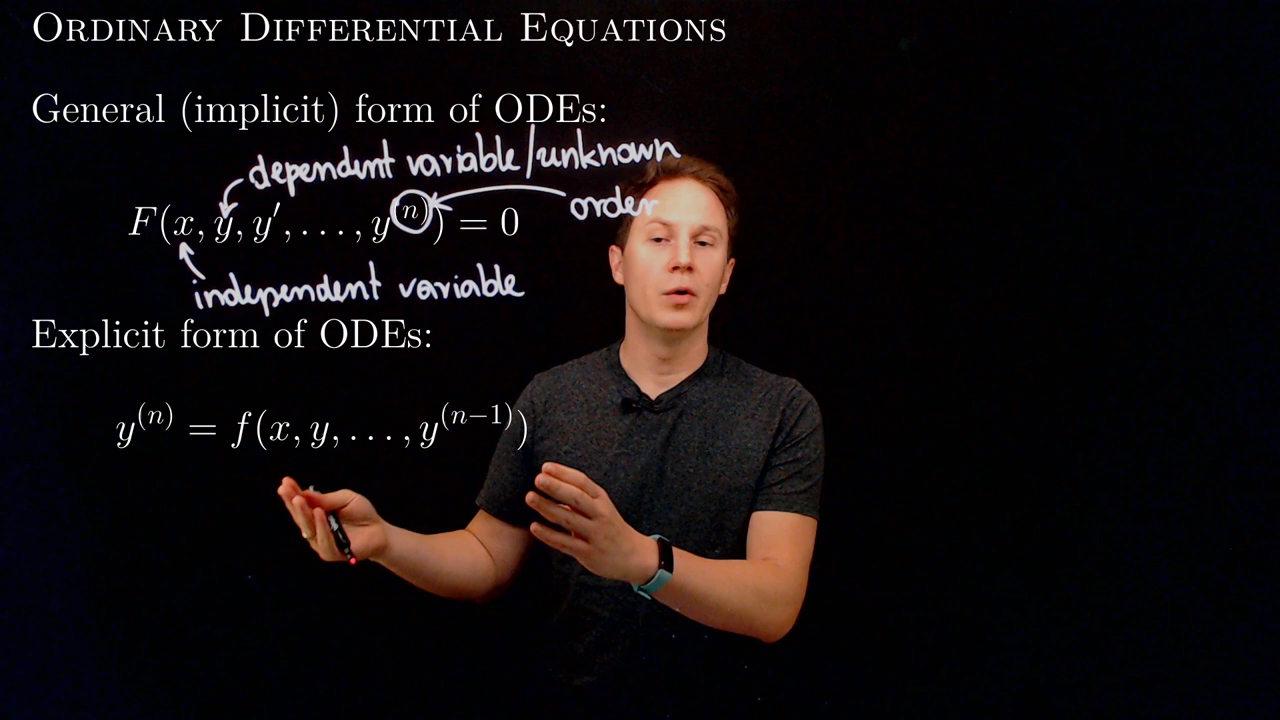 Ordinary Differential Equations
General (implicit) form of ODEs:
dependent variable/unknown
order
F(x, y, y′, . . . , y⁽ⁿ⁾) = 0
independent variable
Explicit form of ODEs:
y⁽ⁿ⁾ = f(x, y, . . . , y⁽ⁿ⁻¹⁾)